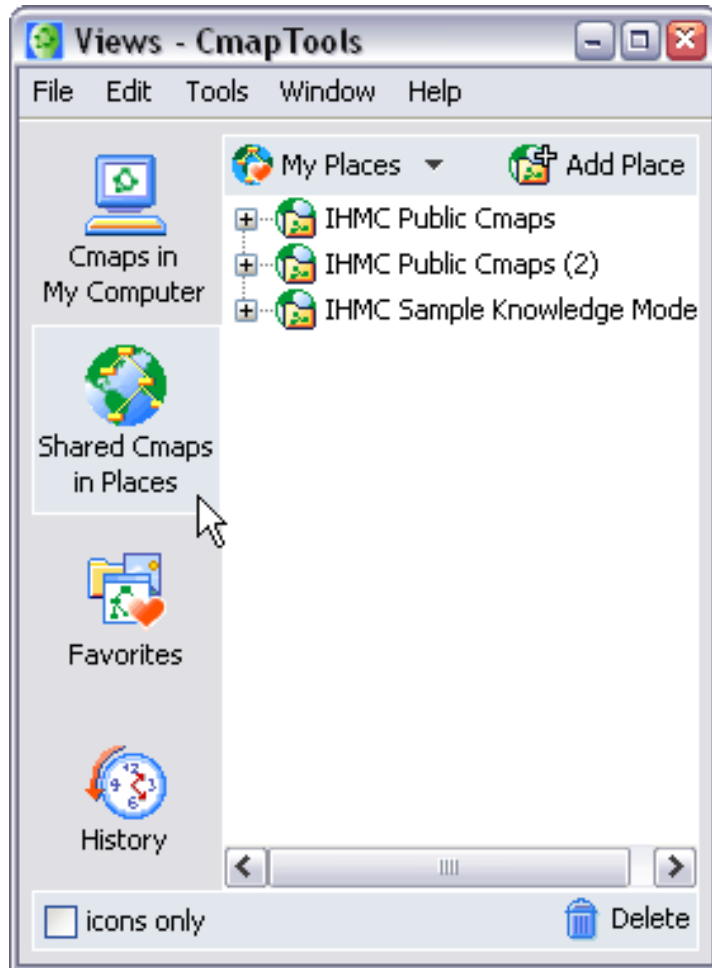 Views - CmapTools
File Edit Tools Window Help
Cmaps in
My Computer
Shared Cmaps
in Places
Favorites
History
My Places Add Place
IHMC Public Cmaps
IHMC Public Cmaps (2)
IHMC Sample Knowledge Mode
icons only Delete